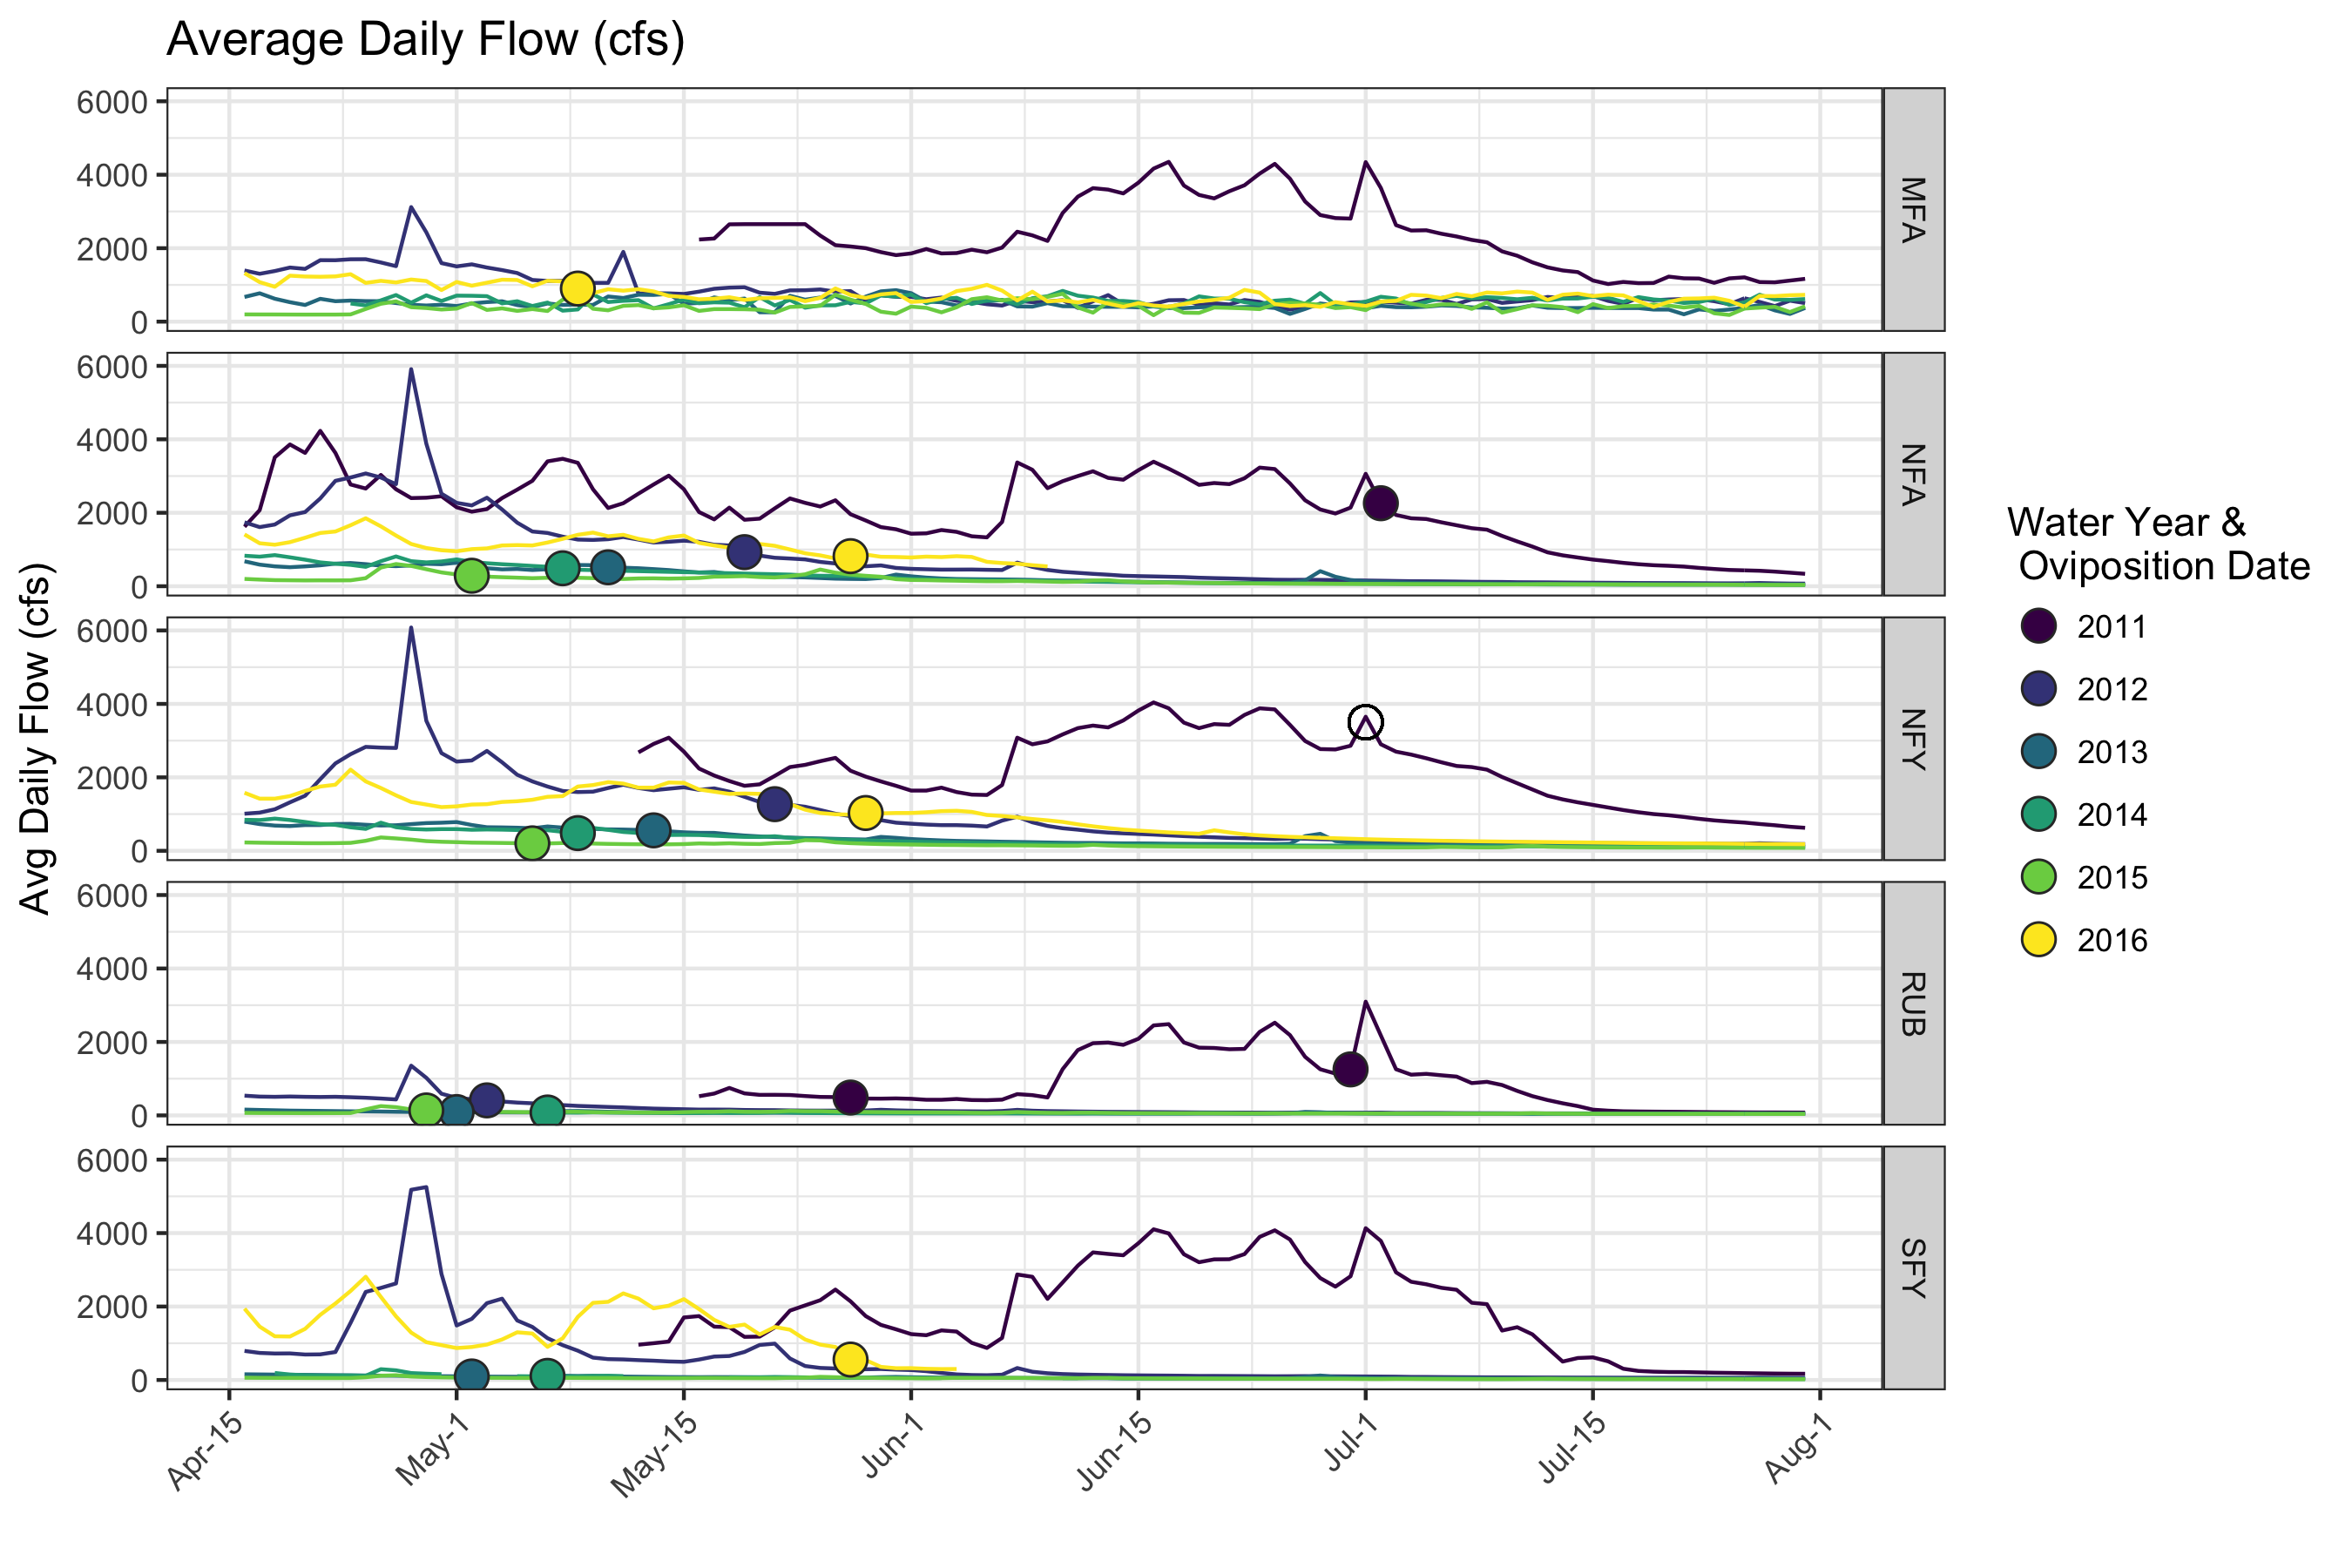 Average Daily Flow (cfs)
Avg Daily Flow (cfs)
6000
4000
2000
0
MFA
6000
4000
2000
0
NFA
6000
4000
2000
0
NFY
6000
4000
2000
0
RUB
6000
4000
2000
0
SFY
Apr-15
May-1
May-15
Jun-1
Jun-15
Jul-1
Jul-15
Aug-1
Water Year &
Oviposition Date
2011
2012
2013
2014
2015
2016